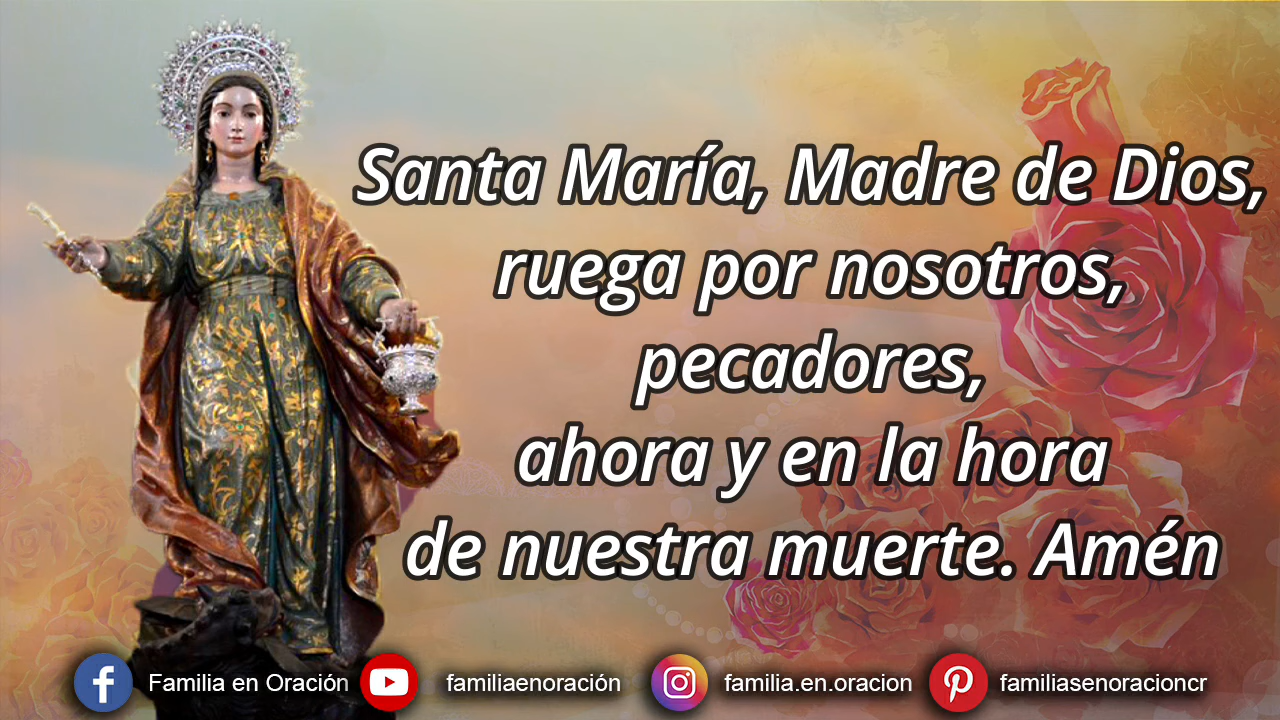 Santa María, Madre de Dios,
ruega por nosotros,
pecadores,
ahora y en la hora
de nuestra muerte. Amén
Familia en Oración
familiaenoración
familia.en.oracion
familiasenoracioncr